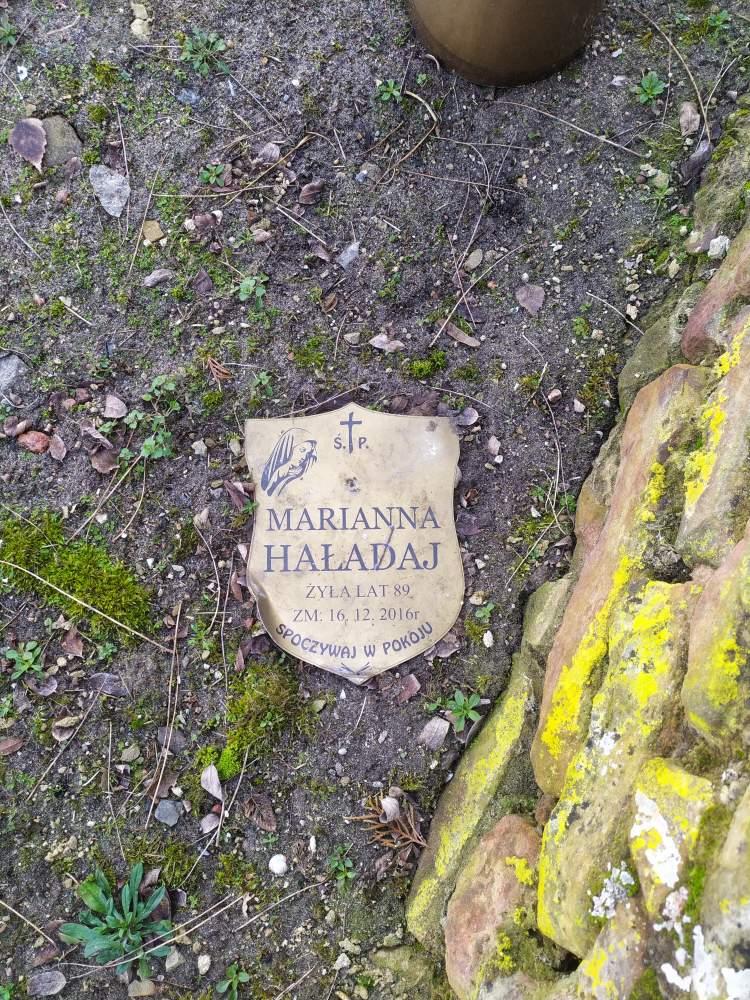 Ś. P.
MARIANNA
HAŁADAJ
ŻYŁA LAT 89
ZM: 16. 12. 2016r
SPOCZYWAJ W POKOJU